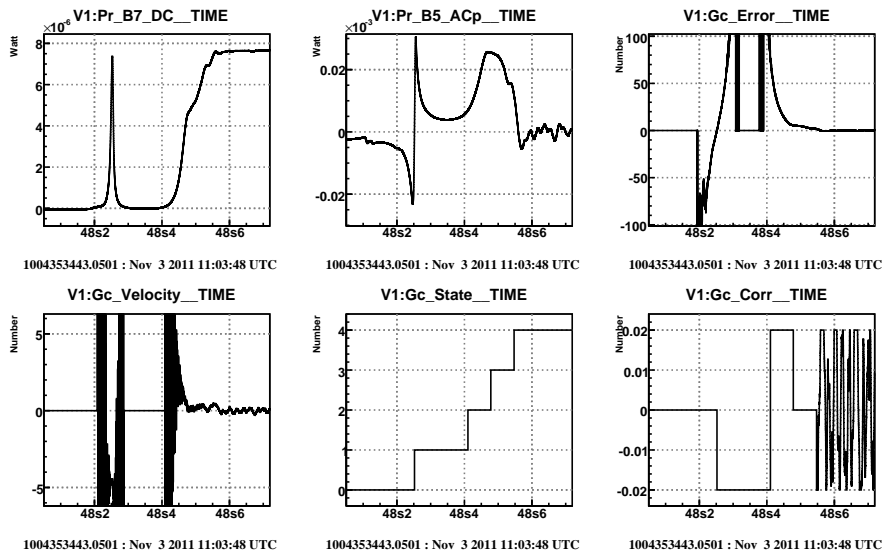 V1:Pr_B7_DC__TIME
×10⁻⁶
Watt
8
6
4
2
0
48s2
48s4
48s6
1004353443.0501 : Nov 3 2011 11:03:48 UTC
V1:Pr_B5_ACp__TIME
×10⁻³
Watt
0.02
0
-0.02
48s2
48s4
48s6
1004353443.0501 : Nov 3 2011 11:03:48 UTC
V1:Gc_Error__TIME
Number
100
50
0
-50
-100
48s2
48s4
48s6
1004353443.0501 : Nov 3 2011 11:03:48 UTC
V1:Gc_Velocity__TIME
Number
5
0
-5
48s2
48s4
48s6
1004353443.0501 : Nov 3 2011 11:03:48 UTC
V1:Gc_State__TIME
Number
4
3
2
1
0
48s2
48s4
48s6
1004353443.0501 : Nov 3 2011 11:03:48 UTC
V1:Gc_Corr__TIME
Number
0.02
0.01
0
-0.01
-0.02
48s2
48s4
48s6
1004353443.0501 : Nov 3 2011 11:03:48 UTC